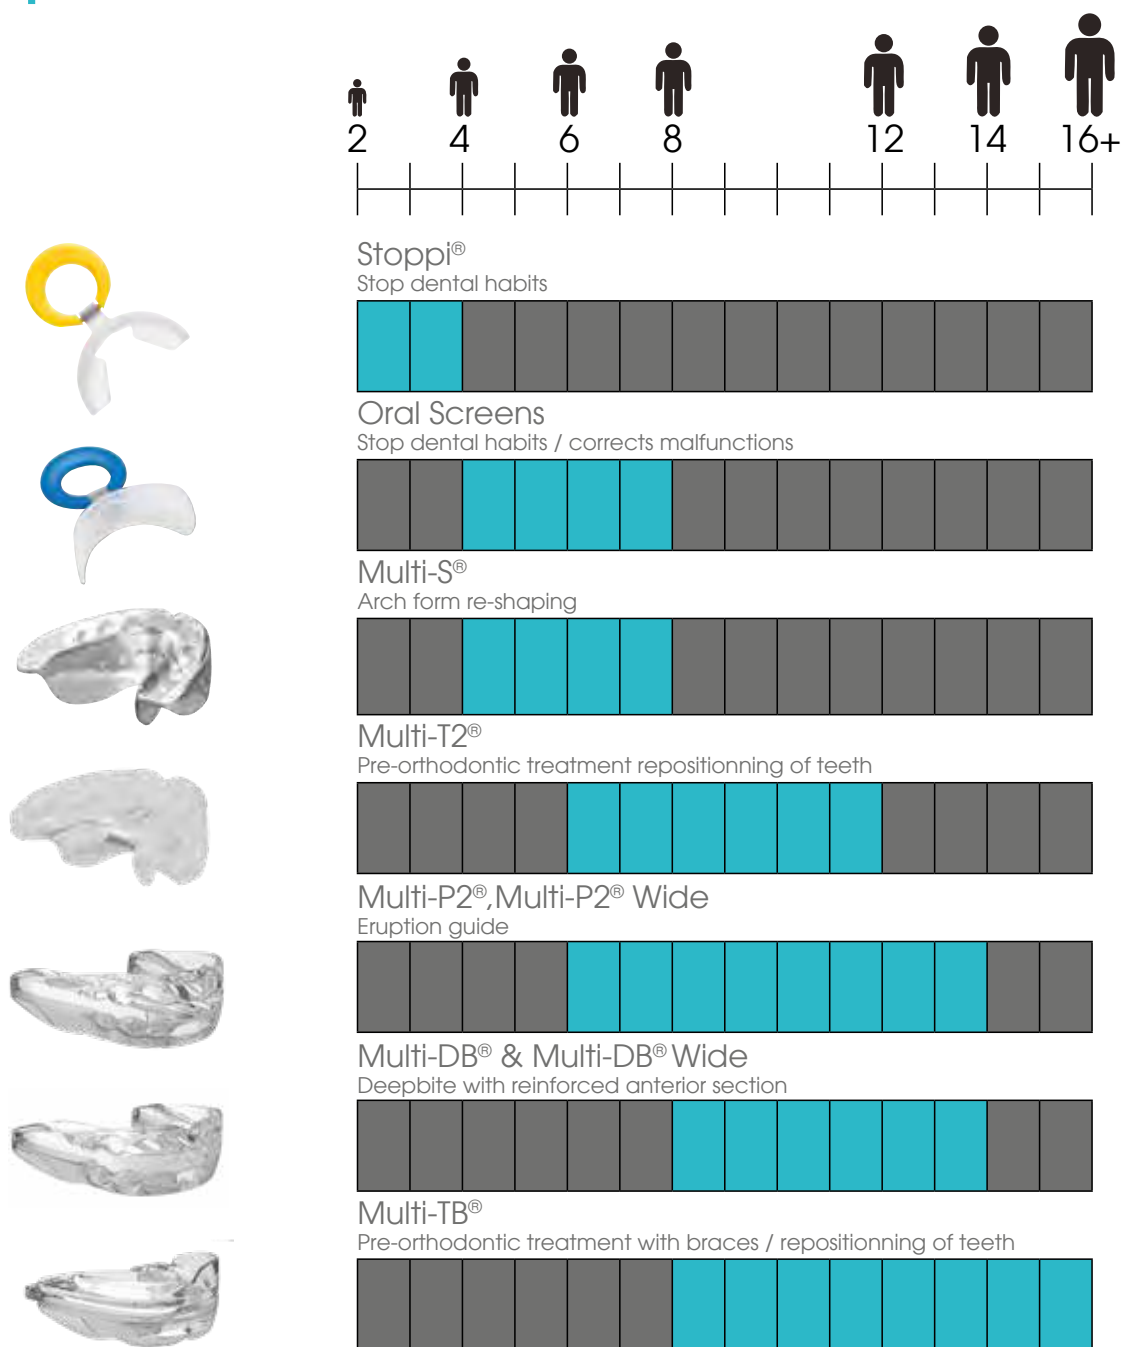 2 4 6 8 12 14 16+
Stoppi®
Stop dental habits
Oral Screens
Stop dental habits / corrects malfunctions
Multi-S®
Arch form re-shaping
Multi-T2®
Pre-orthodontic treatment repositionning of teeth
Multi-P2®, Multi-P2® Wide
Eruption guide
Multi-DB® & Multi-DB® Wide
Deepbite with reinforced anterior section
Multi-TB®
Pre-orthodontic treatment with braces / repositionning of teeth